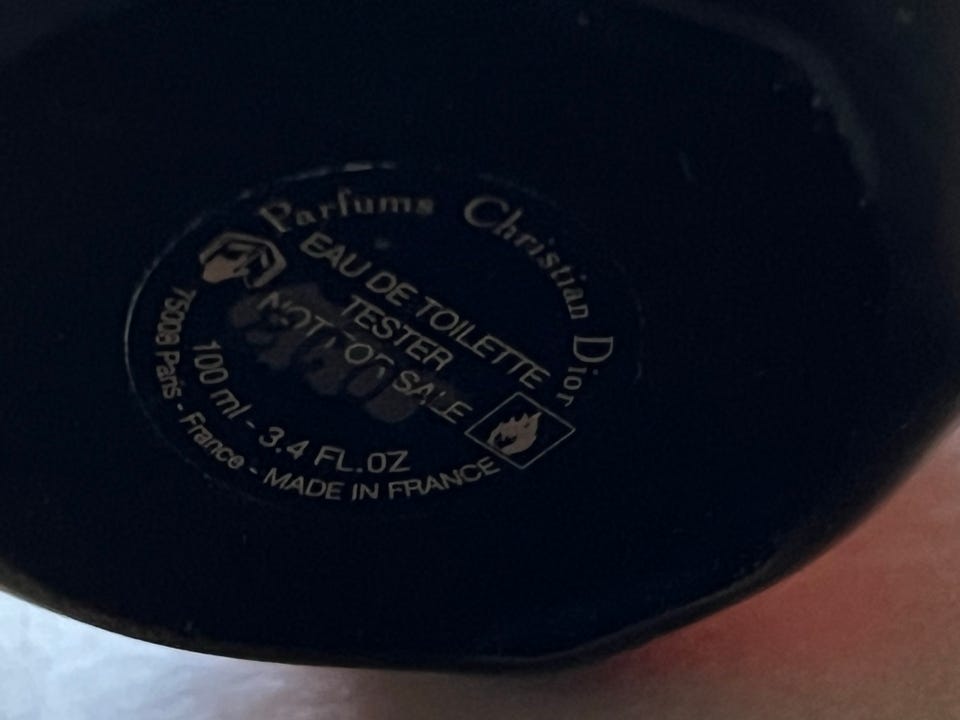 Parfums Christian Dior
EAU DE TOILETTE
TESTER
NOT FOR SALE
100 ml - 3.4 FL.OZ
75008 Paris - France - MADE IN FRANCE